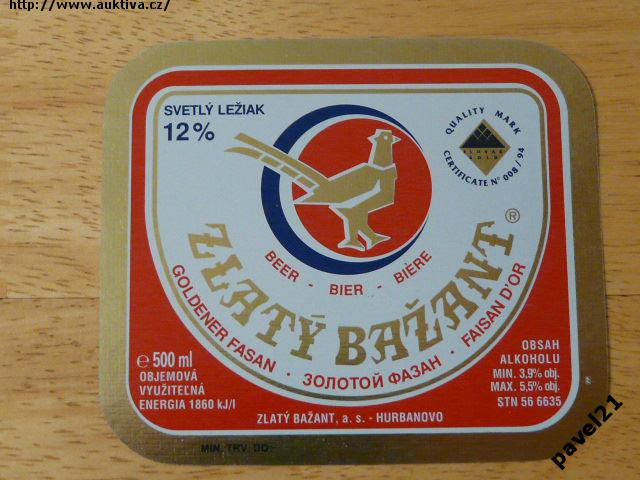 http://www.auktiva.cz/
SVETLÝ LEŽIAK
12%
QUALITY MARK
SLOVAK
GOLD
CERTIFICATE N° 008 / 94
BEER - BIER - BIÈRE
ZLATÝ BAŽANT®
GOLDENER FASAN · ЗОЛОТОЙ ФАЗАН · FAISAN D'OR
e 500 ml
OBJEMOVÁ
VYUŽITEĽNÁ
ENERGIA 1860 kJ/l
OBSAH
ALKOHOLU
MIN. 3,9% obj.
MAX. 5,5% obj.
STN 56 6635
ZLATÝ BAŽANT, a. s. - HURBANOVO
MIN. TRV. DO:
pavel21